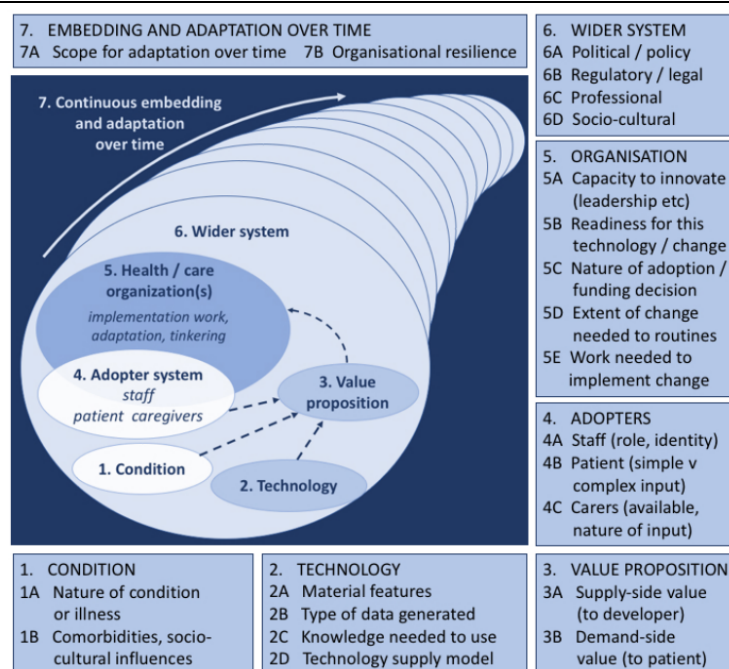 7. EMBEDDING AND ADAPTATION OVER TIME
7A Scope for adaptation over time 7B Organisational resilience
7. Continuous embedding
and adaptation
over time
6. Wider system
5. Health / care
organization(s)
implementation work,
adaptation, tinkering
4. Adopter system
staff
patient caregivers
3. Value
proposition
1. Condition
2. Technology
6. WIDER SYSTEM
6A Political / policy
6B Regulatory / legal
6C Professional
6D Socio-cultural
5. ORGANISATION
5A Capacity to innovate
(leadership etc)
5B Readiness for this
technology / change
5C Nature of adoption /
funding decision
5D Extent of change
needed to routines
5E Work needed to
implement change
4. ADOPTERS
4A Staff (role, identity)
4B Patient (simple v
complex input)
4C Carers (available,
nature of input)
1. CONDITION
1A Nature of condition
or illness
1B Comorbidities, socio-
cultural influences
2. TECHNOLOGY
2A Material features
2B Type of data generated
2C Knowledge needed to use
2D Technology supply model
3. VALUE PROPOSITION
3A Supply-side value
(to developer)
3B Demand-side
value (to patient)